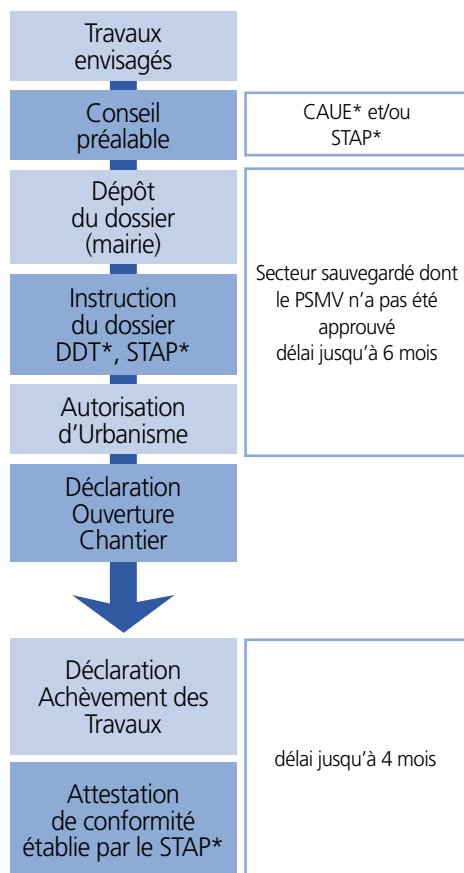 Travaux
envisagés
Conseil
préalable
CAUE* et/ou
STAP*
Dépôt
du dossier
(mairie)
Instruction
du dossier
DDT*, STAP*
Autorisation
d'Urbanisme
Secteur sauvegardé dont
le PSMV n'a pas été
approuvé
délai jusqu'à 6 mois
Déclaration
Ouverture
Chantier
Déclaration
Achèvement des
Travaux
Attestation
de conformité
établie par le STAP*
délai jusqu'à 4 mois